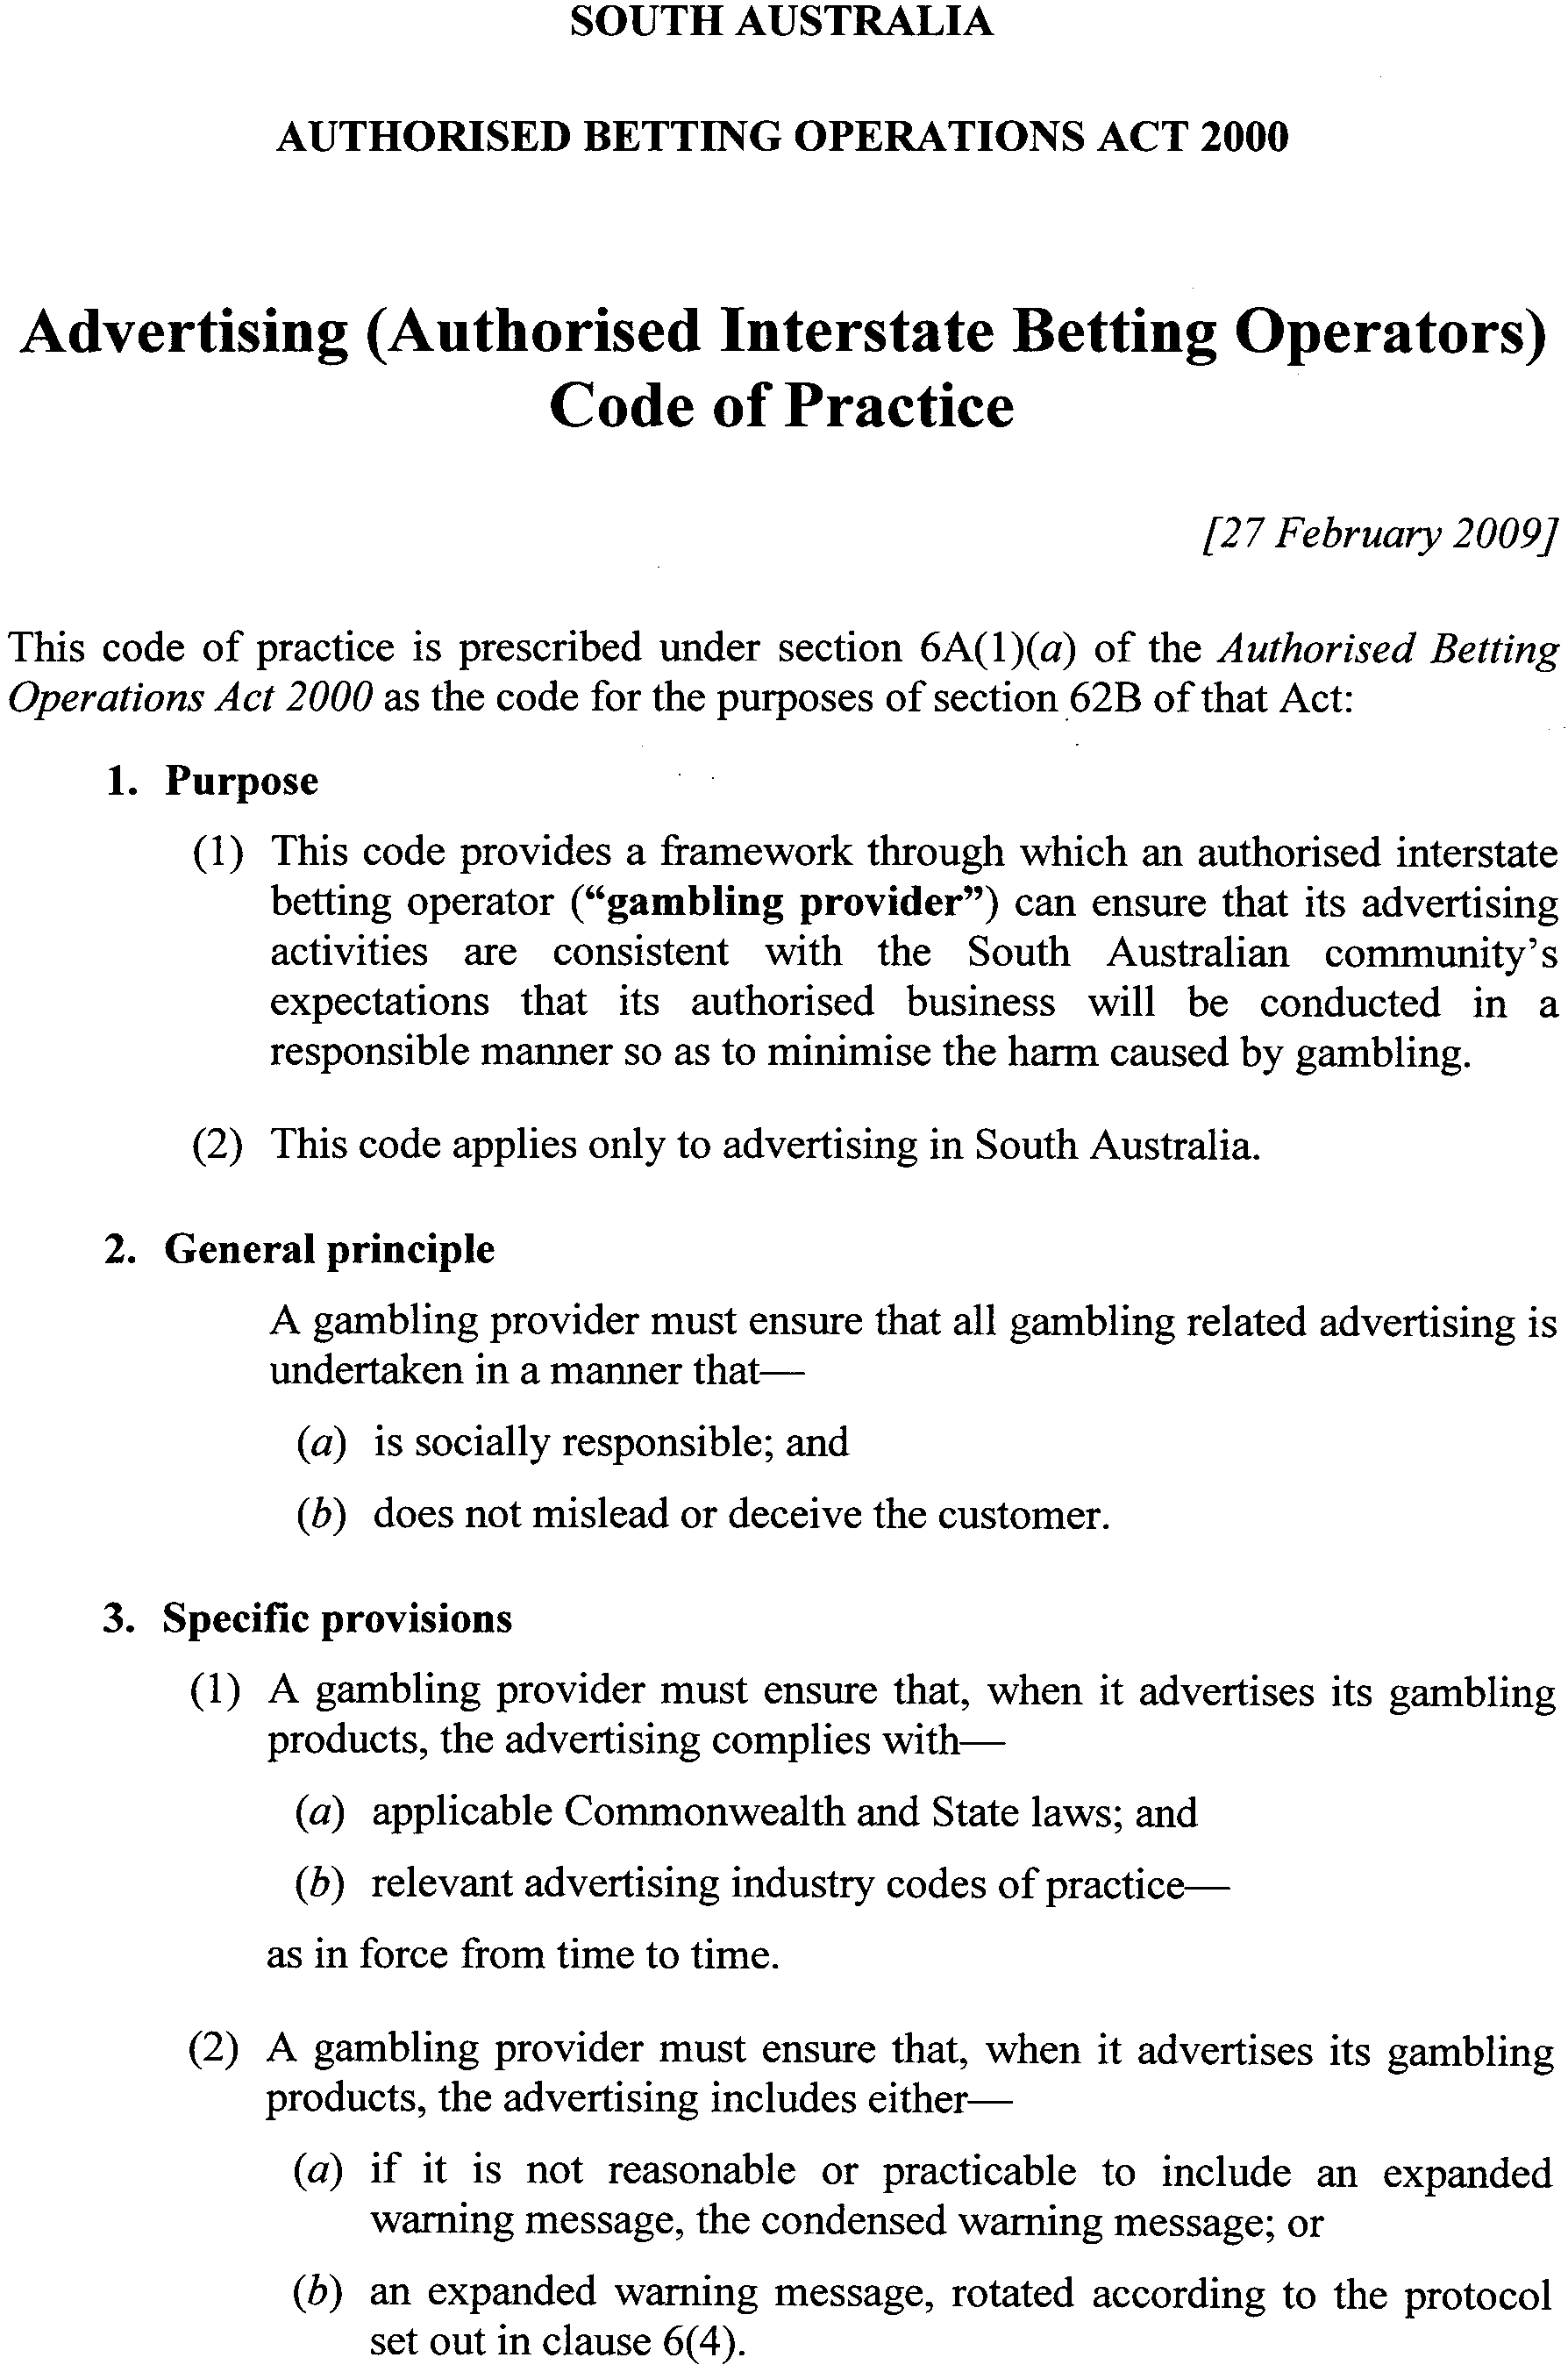 SOUTH AUSTRALIA
AUTHORISED BETTING OPERATIONS ACT 2000
Advertising (Authorised Interstate Betting Operators)
Code of Practice
[27 February 2009]
This code of practice is prescribed under section 6A(1)(a) of the Authorised Betting
Operations Act 2000 as the code for the purposes of section 62B of that Act:
1. Purpose
(1) This code provides a framework through which an authorised interstate
betting operator (“gambling provider”) can ensure that its advertising
activities are consistent with the South Australian community’s
expectations that its authorised business will be conducted in a
responsible manner so as to minimise the harm caused by gambling.
(2) This code applies only to advertising in South Australia.
2. General principle
A gambling provider must ensure that all gambling related advertising is
undertaken in a manner that—
(a) is socially responsible; and
(b) does not mislead or deceive the customer.
3. Specific provisions
(1) A gambling provider must ensure that, when it advertises its gambling
products, the advertising complies with—
(a) applicable Commonwealth and State laws; and
(b) relevant advertising industry codes of practice—
as in force from time to time.
(2) A gambling provider must ensure that, when it advertises its gambling
products, the advertising includes either—
(a) if it is not reasonable or practicable to include an expanded
warning message, the condensed warning message; or
(b) an expanded warning message, rotated according to the protocol
set out in clause 6(4).